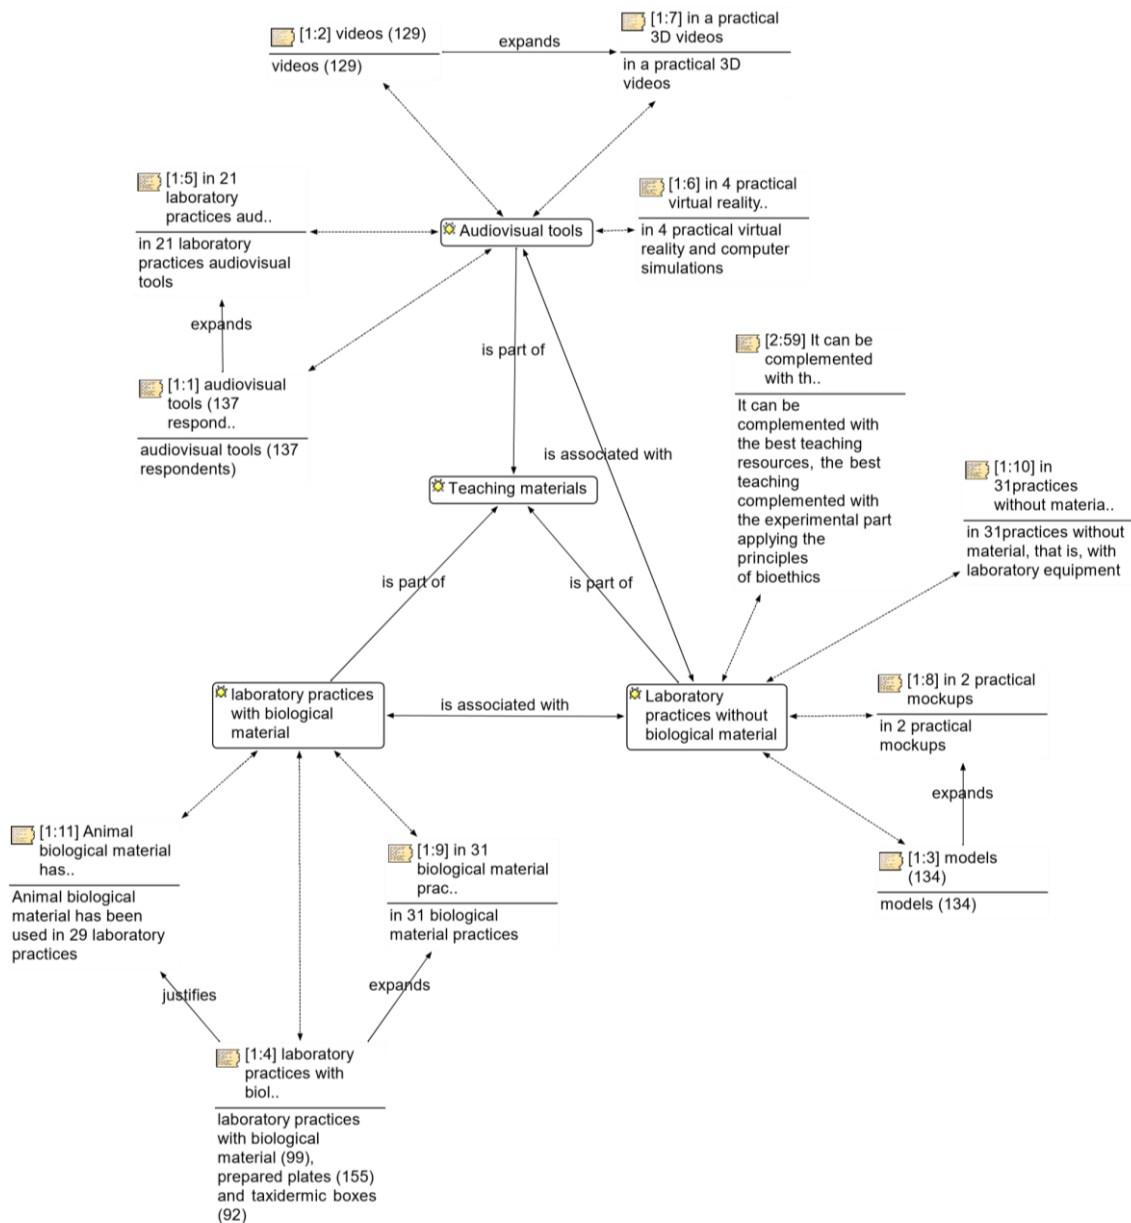 [1:2] videos (129)
videos (129)
expands
[1:7] in a practical
3D videos
in a practical 3D
videos
[1:5] in 21
laboratory
practices aud..
in 21 laboratory
practices audiovisual
tools
[1:6] in 4 practical
virtual reality..
in 4 practical virtual
reality and computer
simulations
Audiovisual tools
expands
is part of
[1:1] audiovisual
tools (137
respond..
audiovisual tools (137
respondents)
[2:59] It can be
complemented
with th..
It can be
complemented with
the best teaching
resources, the best
teaching
complemented with
the experimental part
applying the
principles
of bioethics
is associated with
Teaching materials
[1:10] in
31practices
without materia..
in 31practices without
material, that is, with
laboratory equipment
is part of
is part of
laboratory practices
with biological
material
is associated with
Laboratory
practices without
biological material
[1:8] in 2 practical
mockups
in 2 practical
mockups
expands
[1:3] models
(134)
models (134)
[1:11] Animal
biological material
has..
Animal biological
material has been
used in 29 laboratory
practices
[1:9] in 31
biological material
prac..
in 31 biological
material practices
justifies
expands
[1:4] laboratory
practices with
biol..
laboratory practices
with biological
material (99),
prepared plates (155)
and taxidermic boxes
(92)